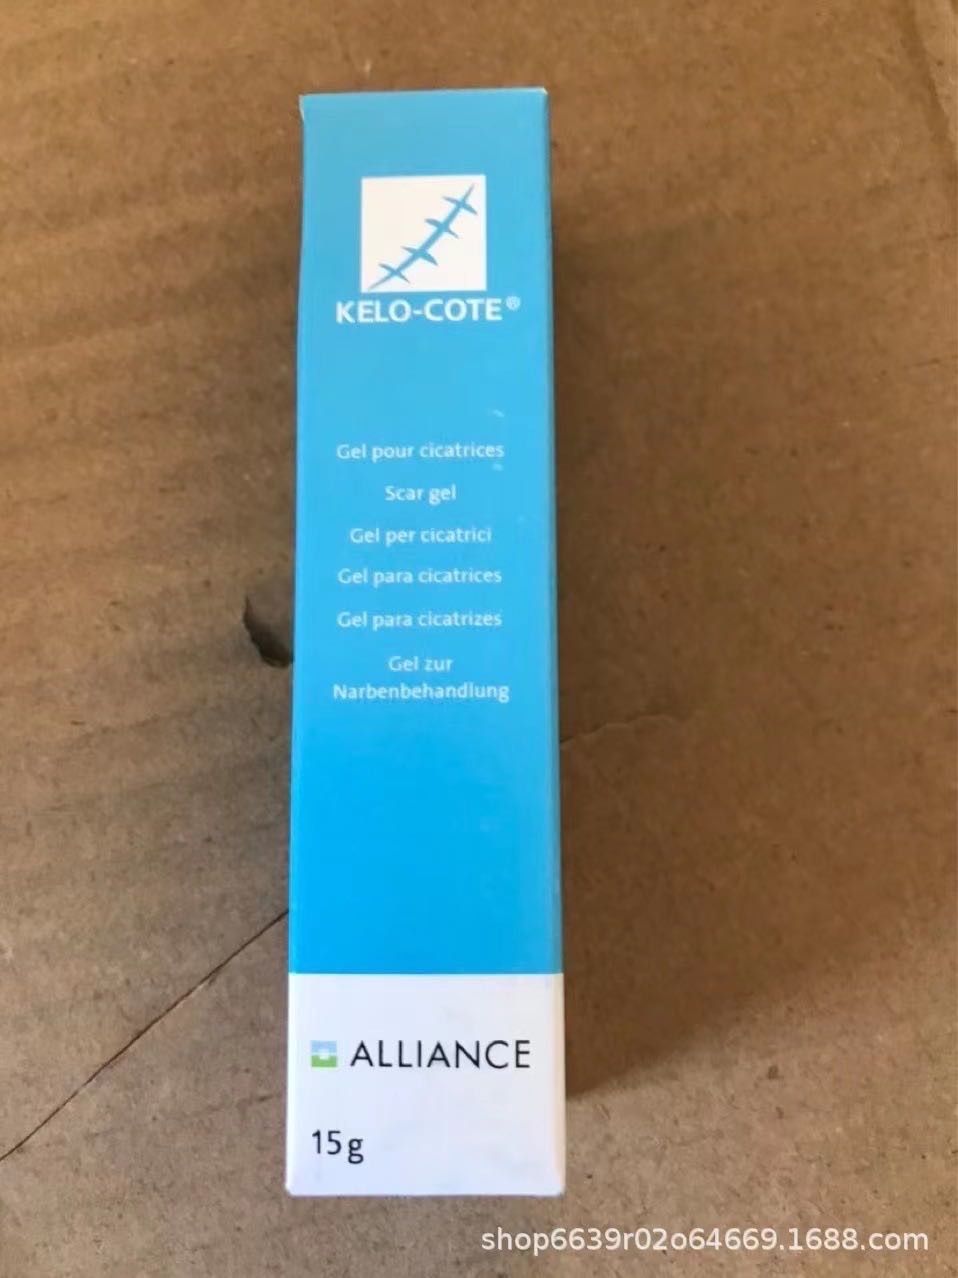 KELO-COTE®
Gel pour cicatrices
Scar gel
Gel per cicatrici
Gel para cicatrices
Gel para cicatrizes
Gel zur
Narbenbehandlung
ALLIANCE
15g
shop6639r02o64669.1688.com